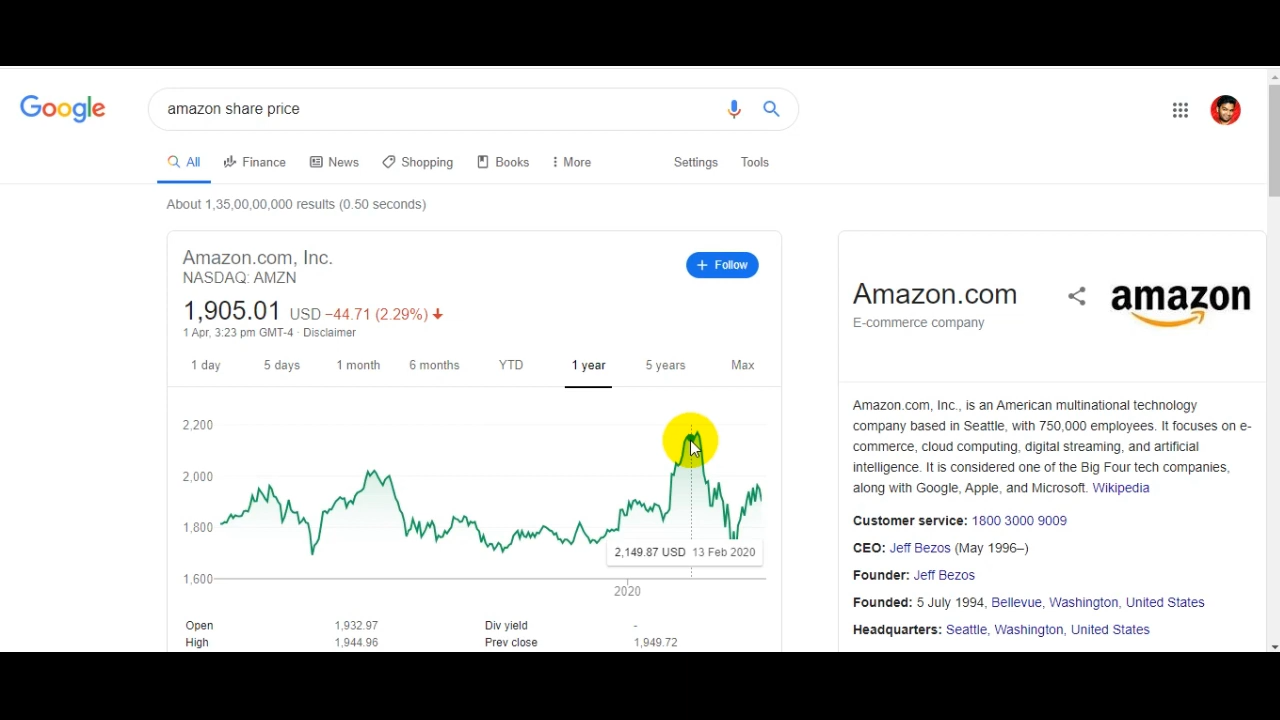 Google
amazon share price
All Finance News Shopping Books More Settings Tools
About 1,35,00,00,000 results (0.50 seconds)
Amazon.com, Inc.
NASDAQ: AMZN
+ Follow
1,905.01 USD −44.71 (2.29%)
1 Apr, 3:23 pm GMT-4 · Disclaimer
1 day 5 days 1 month 6 months YTD 1 year 5 years Max
2,200
2,000
1,800
1,600
2,149.87 USD 13 Feb 2020
2020
Open 1,932.97 Div yield -
High 1,944.96 Prev close 1,949.72
Amazon.com
E-commerce company
amazon
Amazon.com, Inc., is an American multinational technology
company based in Seattle, with 750,000 employees. It focuses on e-
commerce, cloud computing, digital streaming, and artificial
intelligence. It is considered one of the Big Four tech companies,
along with Google, Apple, and Microsoft. Wikipedia
Customer service: 1800 3000 9009
CEO: Jeff Bezos (May 1996–)
Founder: Jeff Bezos
Founded: 5 July 1994, Bellevue, Washington, United States
Headquarters: Seattle, Washington, United States